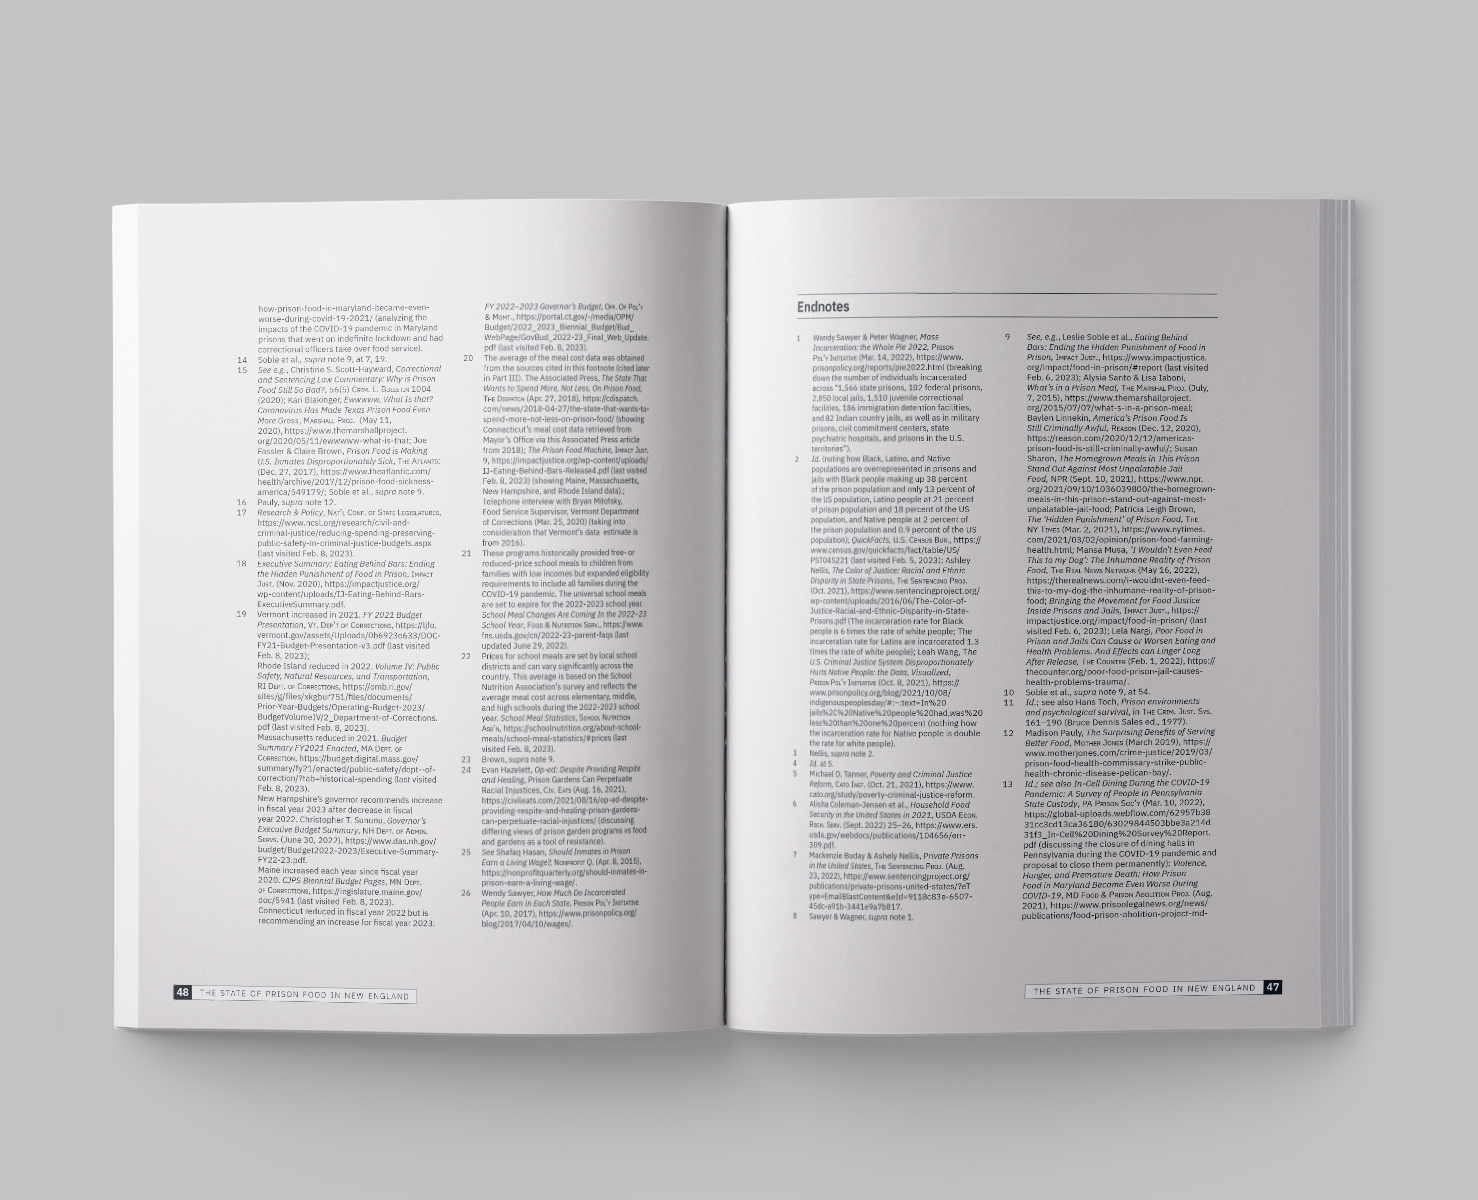 how-prison-food-in-maryland-became-even-
worse-during-covid-19-2021/ (analyzing the
impacts of the COVID-19 pandemic in Maryland
prisons that went on indefinite lockdown and had
correctional officers take over food service).
14 Soble et al., supra note 9, at 7, 19.
15 See e.g., Christine S. Scott-Hayward, Correctional
and Sentencing Law Commentary: Why is Prison
Food Still So Bad?, 56(5) CRIM. L. BULLETIN 1004
(2020); Kari Blakinger, Ewwwww, What Is that?
Coronavirus Has Made Texas Prison Food Even
More Gross, MARSHALL PROJ. (May 11,
2020), https://www.themarshallproject.
org/2020/05/11/ewwwww-what-is-that; Joe
Fassler & Claire Brown, Prison Food is Making
U.S. Inmates Disproportionately Sick, THE ATLANTIC
(Dec. 27, 2017), https://www.theatlantic.com/
health/archive/2017/12/prison-food-sickness-
america/549179/; Soble et al., supra note 9.
16 Pauly, supra note 12.
17 Research & Policy, NAT'L CONF. OF STATE LEGISLATURES,
https://www.ncsl.org/research/civil-and-
criminal-justice/reducing-spending-preserving-
public-safety-in-criminal-justice-budgets.aspx
(last visited Feb. 8, 2023).
18 Executive Summary: Eating Behind Bars: Ending
the Hidden Punishment of Food in Prison, IMPACT
JUST. (Nov. 2020), https://impactjustice.org/
wp-content/uploads/IJ-Eating-Behind-Bars-
ExecutiveSummary.pdf.
19 Vermont increased in 2021. FY 2021 Budget
Presentation, VT. DEP'T OF CORRECTIONS, https://ljfo.
vermont.gov/assets/Uploads/0b6923e633/DOC-
FY21-Budget-Presentation-v3.pdf (last visited
Feb. 8, 2023);
Rhode Island reduced in 2022. Volume IV: Public
Safety, Natural Resources, and Transportation,
RI DEPT. OF CORRECTIONS, https://omb.ri.gov/
sites/g/files/xkgbur751/files/documents/
Prior-Year-Budgets/Operating-Budget-2023/
BudgetVolumeIV/2_Department-of-Corrections.
pdf (last visited Feb. 8, 2023).
Massachusetts reduced in 2021. Budget
Summary FY2021 Enacted, MA DEPT. OF
CORRECTION, https://budget.digital.mass.gov/
summary/fy21/enacted/public-safety/dept--of-
correction/?tab=historical-spending (last visited
Feb. 8, 2023).
New Hampshire's governor recommends increase
in fiscal year 2023 after decrease in fiscal
year 2022. Christopher T. Sununu, Governor's
Executive Budget Summary, NH DEPT. OF ADMIN.
SERVS. (June 30, 2022), https://www.das.nh.gov/
budget/Budget2022-2023/Executive-Summary-
FY22-23.pdf.
Maine increased each year since fiscal year
2020. CJPS Biennial Budget Pages, MN DEPT.
OF CORRECTIONS, https://legislature.maine.gov/
doc/5941 (last visited Feb. 8, 2023).
Connecticut reduced in fiscal year 2022 but is
recommending an increase for fiscal year 2023.
FY 2022–2023 Governor's Budget, OFF. OF POL'Y
& MGMT., https://portal.ct.gov/-/media/OPM/
Budget/2022_2023_Biennial_Budget/Bud_
WebPage/GovBud_2022-23_Final_Web_Update.
pdf (last visited Feb. 8, 2023).
20 The average of the meal cost data was obtained
from the sources cited in this footnote (cited later
in Part III). The Associated Press, The State That
Wants to Spend More, Not Less, On Prison Food,
THE DISPATCH (Apr. 27, 2018), https://cdispatch.
com/news/2018-04-27/the-state-that-wants-to-
spend-more-not-less-on-prison-food/ (showing
Connecticut's meal cost data retrieved from
Mayor's Office via this Associated Press article
from 2018); The Prison Food Machine, IMPACT JUST.
9, https://impactjustice.org/wp-content/uploads/
IJ-Eating-Behind-Bars-Release4.pdf (last visited
Feb. 8, 2023) (showing Maine, Massachusetts,
New Hampshire, and Rhode Island data);
Telephone interview with Bryan Mitofsky,
Food Service Supervisor, Vermont Department
of Corrections (Mar. 25, 2020) (taking into
consideration that Vermont's data estimate is
from 2016).
21 These programs historically provided free- or
reduced-price school meals to children from
families with low incomes but expanded eligibility
requirements to include all families during the
COVID-19 pandemic. The universal school meals
are set to expire for the 2022-2023 school year.
School Meal Changes Are Coming In the 2022–23
School Year, FOOD & NUTRITION SERV., https://www.
fns.usda.gov/cn/2022-23-parent-faqs (last
updated June 29, 2022).
22 Prices for school meals are set by local school
districts and can vary significantly across the
country. This average is based on the School
Nutrition Association's survey and reflects the
average meal cost across elementary, middle,
and high schools during the 2022-2023 school
year. School Meal Statistics, SCHOOL NUTRITION
ASS'N, https://schoolnutrition.org/about-school-
meals/school-meal-statistics/#prices (last
visited Feb. 8, 2023).
23 Brown, supra note 9.
24 Evan Hazelett, Op-ed: Despite Providing Respite
and Healing, Prison Gardens Can Perpetuate
Racial Injustices, CIV. EATS (Aug. 16, 2021),
https://civileats.com/2021/08/16/op-ed-despite-
providing-respite-and-healing-prison-gardens-
can-perpetuate-racial-injustices/ (discussing
differing views of prison garden programs vs food
and gardens as a tool of resistance).
25 See Shafaq Hasan, Should Inmates in Prison
Earn a Living Wage?, NONPROFIT Q. (Apr. 8, 2015),
https://nonprofitquarterly.org/should-inmates-in-
prison-earn-a-living-wage/.
26 Wendy Sawyer, How Much Do Incarcerated
People Earn in Each State, PRISON POL'Y INITIATIVE
(Apr. 10, 2017), https://www.prisonpolicy.org/
blog/2017/04/10/wages/.
48 THE STATE OF PRISON FOOD IN NEW ENGLAND
Endnotes
1 Wendy Sawyer & Peter Wagner, Mass
Incarceration: the Whole Pie 2022, PRISON
POL'Y INITIATIVE (Mar. 14, 2022), https://www.
prisonpolicy.org/reports/pie2022.html (breaking
down the number of individuals incarcerated
across "1,566 state prisons, 102 federal prisons,
2,850 local jails, 1,510 juvenile correctional
facilities, 186 immigration detention facilities,
and 82 Indian country jails, as well as in military
prisons, civil commitment centers, state
psychiatric hospitals, and prisons in the U.S.
territories").
2 Id. (noting how Black, Latino, and Native
populations are overrepresented in prisons and
jails with Black people making up 38 percent
of the prison population and only 13 percent of
the US population, Latino people at 21 percent
of prison population and 18 percent of the US
population, and Native people at 2 percent of
the prison population and 0.9 percent of the US
population); QuickFacts, U.S. CENSUS BUR., https://
www.census.gov/quickfacts/fact/table/US/
PST045221 (last visited Feb. 5, 2023); Ashley
Nellis, The Color of Justice: Racial and Ethnic
Disparity in State Prisons, THE SENTENCING PROJ.
(Oct. 2021), https://www.sentencingproject.org/
wp-content/uploads/2016/06/The-Color-of-
Justice-Racial-and-Ethnic-Disparity-in-State-
Prisons.pdf (The incarceration rate for Black
people is 6 times the rate of white people; The
incarceration rate for Latinx are incarcerated 1.3
times the rate of white people); Leah Wang, The
U.S. Criminal Justice System Disproportionately
Hurts Native People: the Data, Visualized,
PRISON POL'Y INITIATIVE (Oct. 8, 2021), https://
www.prisonpolicy.org/blog/2021/10/08/
indigenouspeoplesday/#:~:text=In%20
jails%2C%20Native%20people%20had,was%20
less%20than%20one%20percent (nothing how
the incarceration rate for Native people is double
the rate for white people).
3 Nellis, supra note 2.
4 Id. at 5.
5 Michael D. Tanner, Poverty and Criminal Justice
Reform, CATO INST. (Oct. 21, 2021), https://www.
cato.org/study/poverty-criminal-justice-reform.
6 Alisha Coleman-Jensen et al., Household Food
Security in the United States in 2021, USDA ECON.
RSCH. SERV. (Sept. 2022) 25–26, https://www.ers.
usda.gov/webdocs/publications/104656/err-
309.pdf.
7 Mackenzie Buday & Ashely Nellis, Private Prisons
in the United States, THE SENTENCING PROJ. (Aug.
23, 2022), https://www.sentencingproject.org/
publications/private-prisons-united-states/?eT
ype=EmailBlastContent&eId=9118c83e-6507-
45dc-a91b-3441e9a7b817.
8 Sawyer & Wagner, supra note 1.
9 See, e.g., Leslie Soble et al., Eating Behind
Bars: Ending the Hidden Punishment of Food in
Prison, IMPACT JUST., https://www.impactjustice.
org/impact/food-in-prison/#report (last visited
Feb. 6, 2023); Alysia Santo & Lisa Iaboni,
What's in a Prison Meal, THE MARSHAL PROJ. (July,
7, 2015), https://www.themarshallproject.
org/2015/07/07/what-s-in-a-prison-meal;
Baylen Linnekin, America's Prison Food Is
Still Criminally Awful, REASON (Dec. 12, 2020),
https://reason.com/2020/12/12/americas-
prison-food-is-still-criminally-awful/; Susan
Sharon, The Homegrown Meals in This Prison
Stand Out Against Most Unpalatable Jail
Food, NPR (Sept. 10, 2021), https://www.npr.
org/2021/09/10/1036039800/the-homegrown-
meals-in-this-prison-stand-out-against-most-
unpalatable-jail-food; Patricia Leigh Brown,
The 'Hidden Punishment' of Prison Food, THE
NY TIMES (Mar. 2, 2021), https://www.nytimes.
com/2021/03/02/opinion/prison-food-farming-
health.html; Mansa Musa, 'I Wouldn't Even Feed
This to my Dog': The Inhumane Reality of Prison
Food, THE REAL NEWS NETWORK (May 16, 2022),
https://therealnews.com/i-wouldnt-even-feed-
this-to-my-dog-the-inhumane-reality-of-prison-
food; Bringing the Movement for Food Justice
Inside Prisons and Jails, IMPACT JUST., https://
impactjustice.org/impact/food-in-prison/ (last
visited Feb. 6, 2023); Lela Nargi, Poor Food in
Prison and Jails Can Cause or Worsen Eating and
Health Problems. And Effects can Linger Long
After Release, THE COUNTER (Feb. 1, 2022), https://
thecounter.org/poor-food-prison-jail-causes-
health-problems-trauma/.
10 Soble et al., supra note 9, at 54.
11 Id.; see also Hans Toch, Prison environments
and psychological survival, in THE CRIM. JUST. SYS.
161–190 (Bruce Dennis Sales ed., 1977).
12 Madison Pauly, The Surprising Benefits of Serving
Better Food, MOTHER JONES (March 2019), https://
www.motherjones.com/crime-justice/2019/03/
prison-food-health-commissary-strike-public-
health-chronic-disease-pelican-bay/.
13 Id.; see also In-Cell Dining During the COVID-19
Pandemic: A Survey of People in Pennsylvania
State Custody, PA PRISON SOC'Y (Mar. 10, 2022),
https://global-uploads.webflow.com/62957b38
31cc3cd13ca36180/63029844503bbe3a214d
31f3_In-Cell%20Dining%20Survey%20Report.
pdf (discussing the closure of dining halls in
Pennsylvania during the COVID-19 pandemic and
proposal to close them permanently); Violence,
Hunger, and Premature Death: How Prison
Food in Maryland Became Even Worse During
COVID-19, MD FOOD & PRISON ABOLITION PROJ. (Aug.
2021), https://www.prisonlegalnews.org/news/
publications/food-prison-abolition-project-md-
THE STATE OF PRISON FOOD IN NEW ENGLAND 47